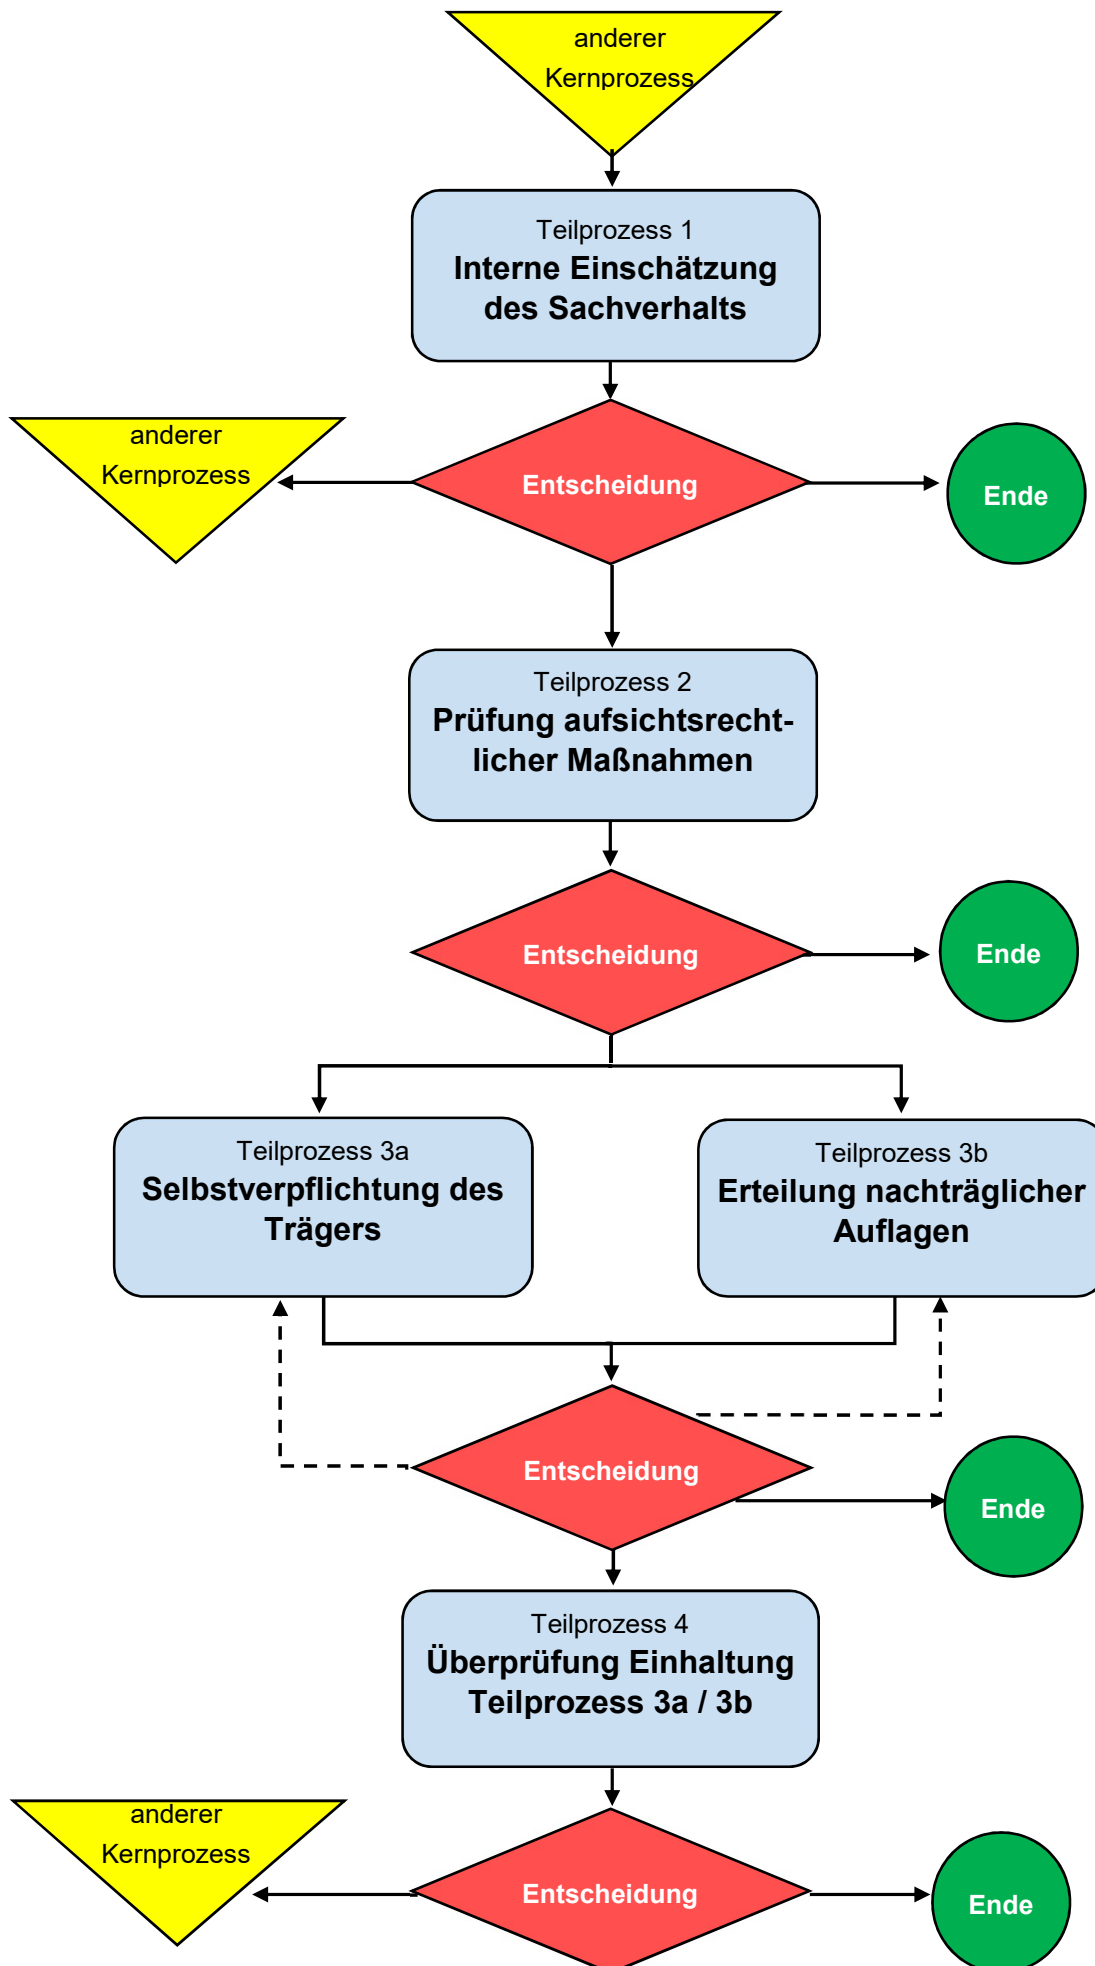 anderer
Kernprozess
Teilprozess 1
Interne Einschätzung
des Sachverhalts
anderer
Kernprozess
Entscheidung
Ende
Teilprozess 2
Prüfung aufsichtsrecht-
licher Maßnahmen
Entscheidung
Ende
Teilprozess 3a
Selbstverpflichtung des
Trägers
Teilprozess 3b
Erteilung nachträglicher
Auflagen
Entscheidung
Ende
Teilprozess 4
Überprüfung Einhaltung
Teilprozess 3a / 3b
anderer
Kernprozess
Entscheidung
Ende